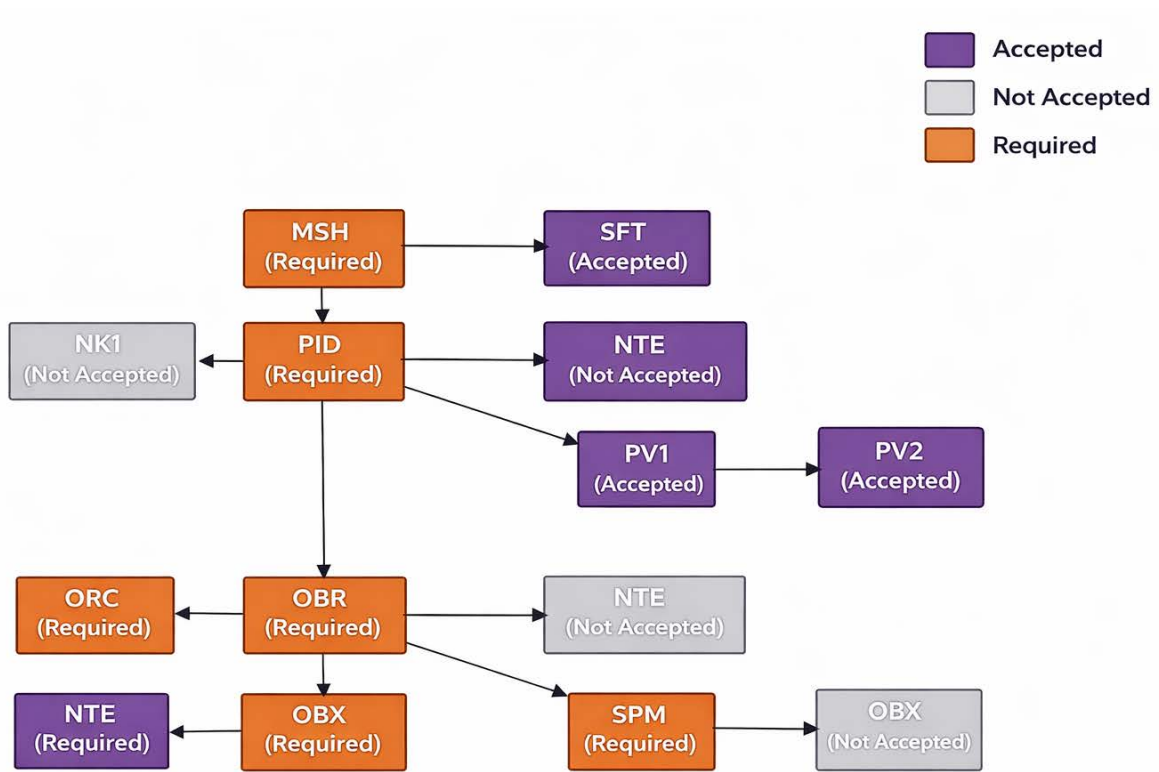 Accepted
Not Accepted
Required
MSH
(Required)
SFT
(Accepted)
NK1
(Not Accepted)
PID
(Required)
NTE
(Not Accepted)
PV1
(Accepted)
PV2
(Accepted)
ORC
(Required)
OBR
(Required)
NTE
(Not Accepted)
NTE
(Required)
OBX
(Required)
SPM
(Required)
OBX
(Not Accepted)